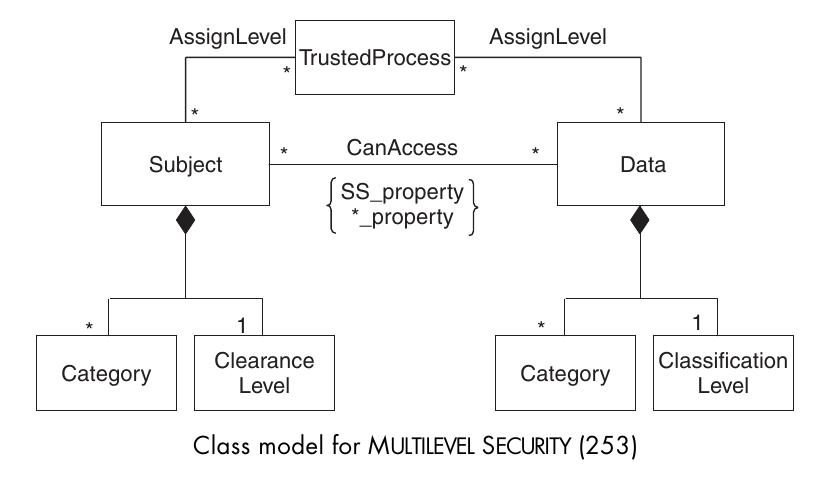 AssignLevel
TrustedProcess
AssignLevel
*
*
*
*
Subject
*
CanAccess
*
Data
SS_property
*_property
*
1
*
1
Category
Clearance
Level
Category
Classification
Level
Class model for MULTILEVEL SECURITY (253)